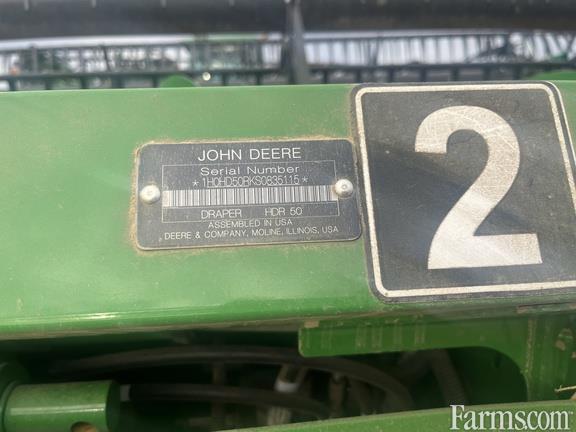 JOHN DEERE
Serial Number
*1H0HD50RKS0835115*
DRAPER HDR 50
ASSEMBLED IN USA
DEERE & COMPANY, MOLINE, ILLINOIS, USA
2
Farms.com